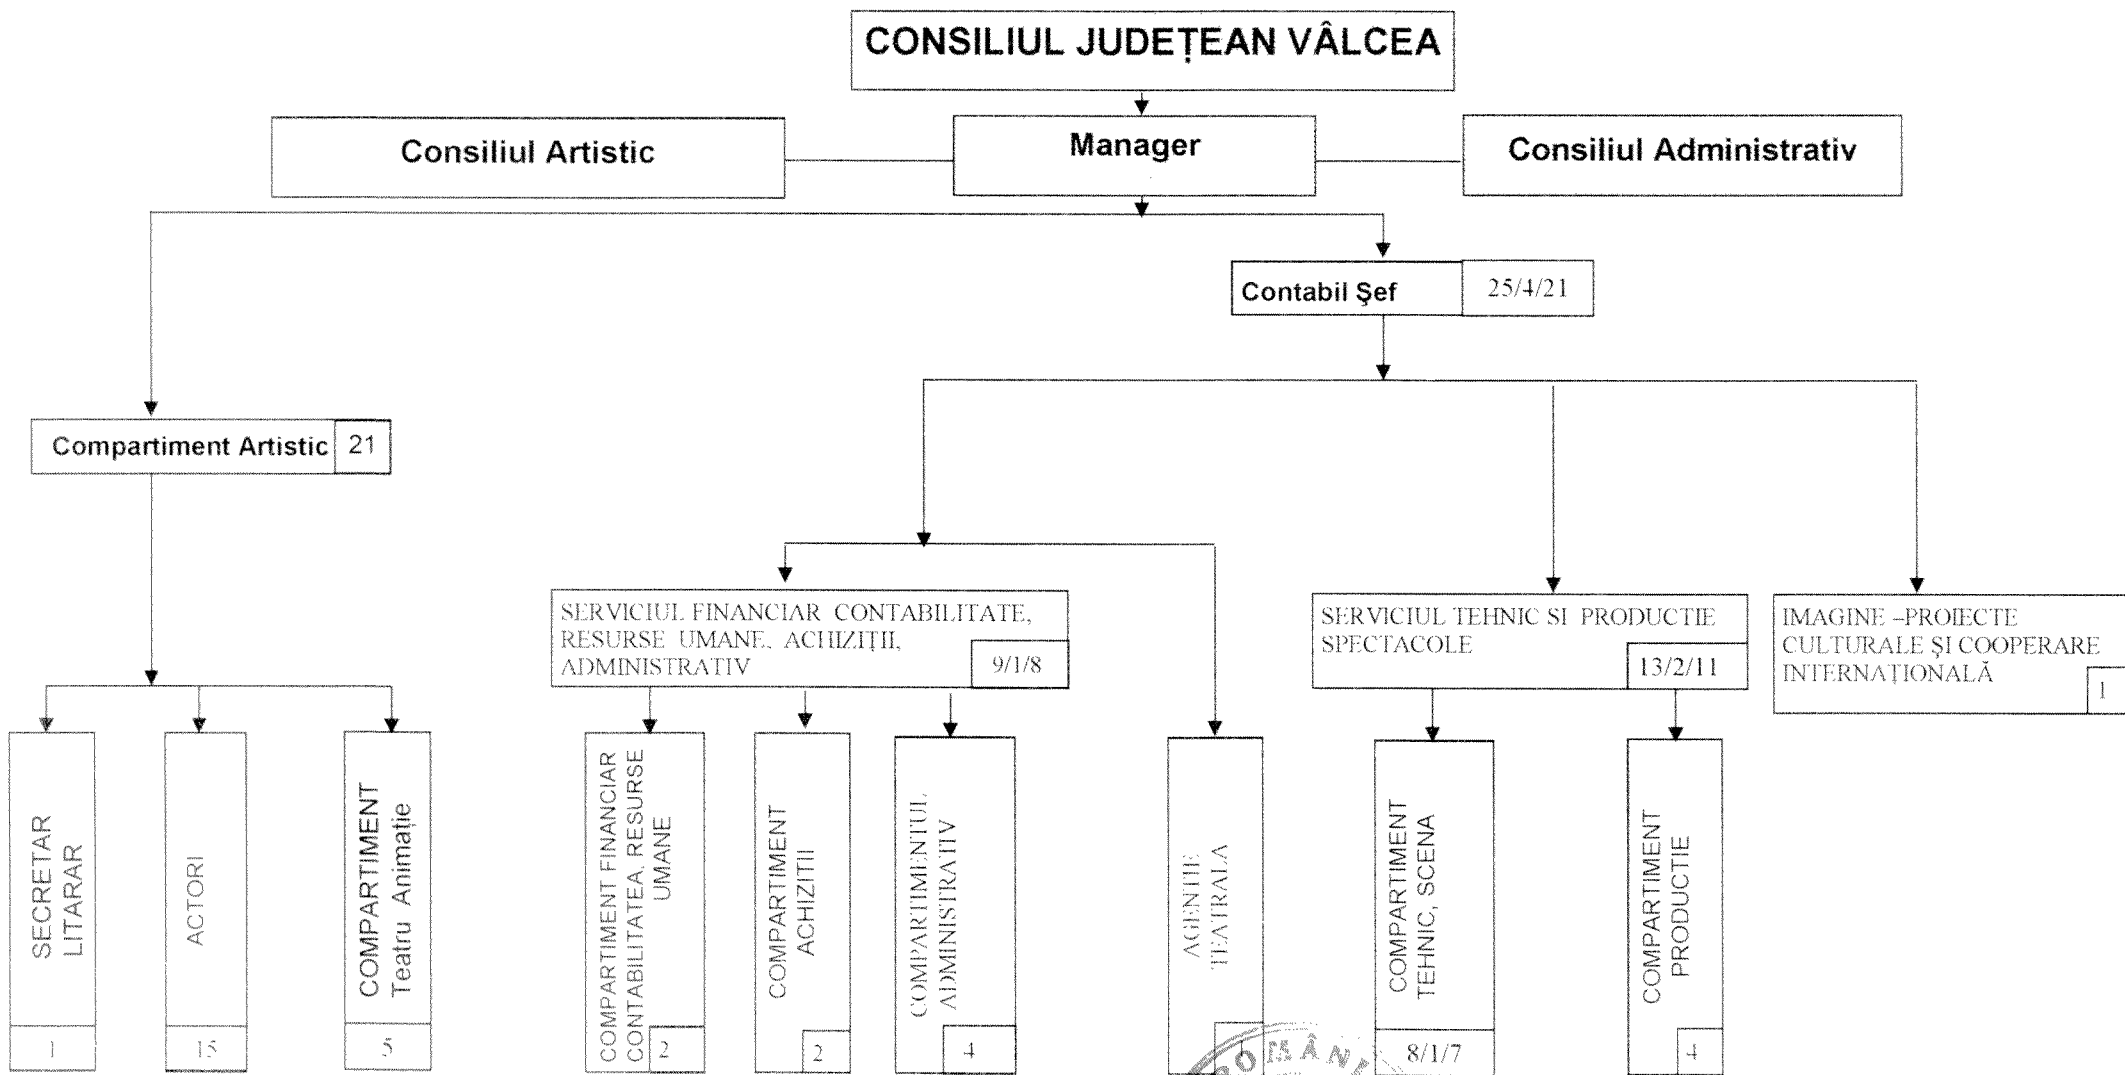 CONSILIUL JUDEȚEAN VÂLCEA
Consiliul Artistic
Manager
Consiliul Administrativ
Contabil Şef
25/4/21
Compartiment Artistic
21
SERVICIUL FINANCIAR CONTABILITATE,
RESURSE UMANE, ACHIZIȚII,
ADMINISTRATIV
9/1/8
SERVICIUL TEHNIC SI PRODUCTIE
SPECTACOLE
13/2/11
IMAGINE –PROIECTE
CULTURALE ŞI COOPERARE
INTERNAȚIONALĂ
1
SECRETAR
LITARAR
1
ACTORI
15
COMPARTIMENT
Teatru Animație
5
COMPARTIMENT FINANCIAR
CONTABILITATEA, RESURSE
UMANE
2
COMPARTIMENT
ACHIZITII
2
COMPARTIMENTUL
ADMINISTRATIV
4
AGENTIE
TEATRALA
1
COMPARTIMENT
TEHNIC, SCENA
8/1/7
COMPARTIMENT
PRODUCTIE
4